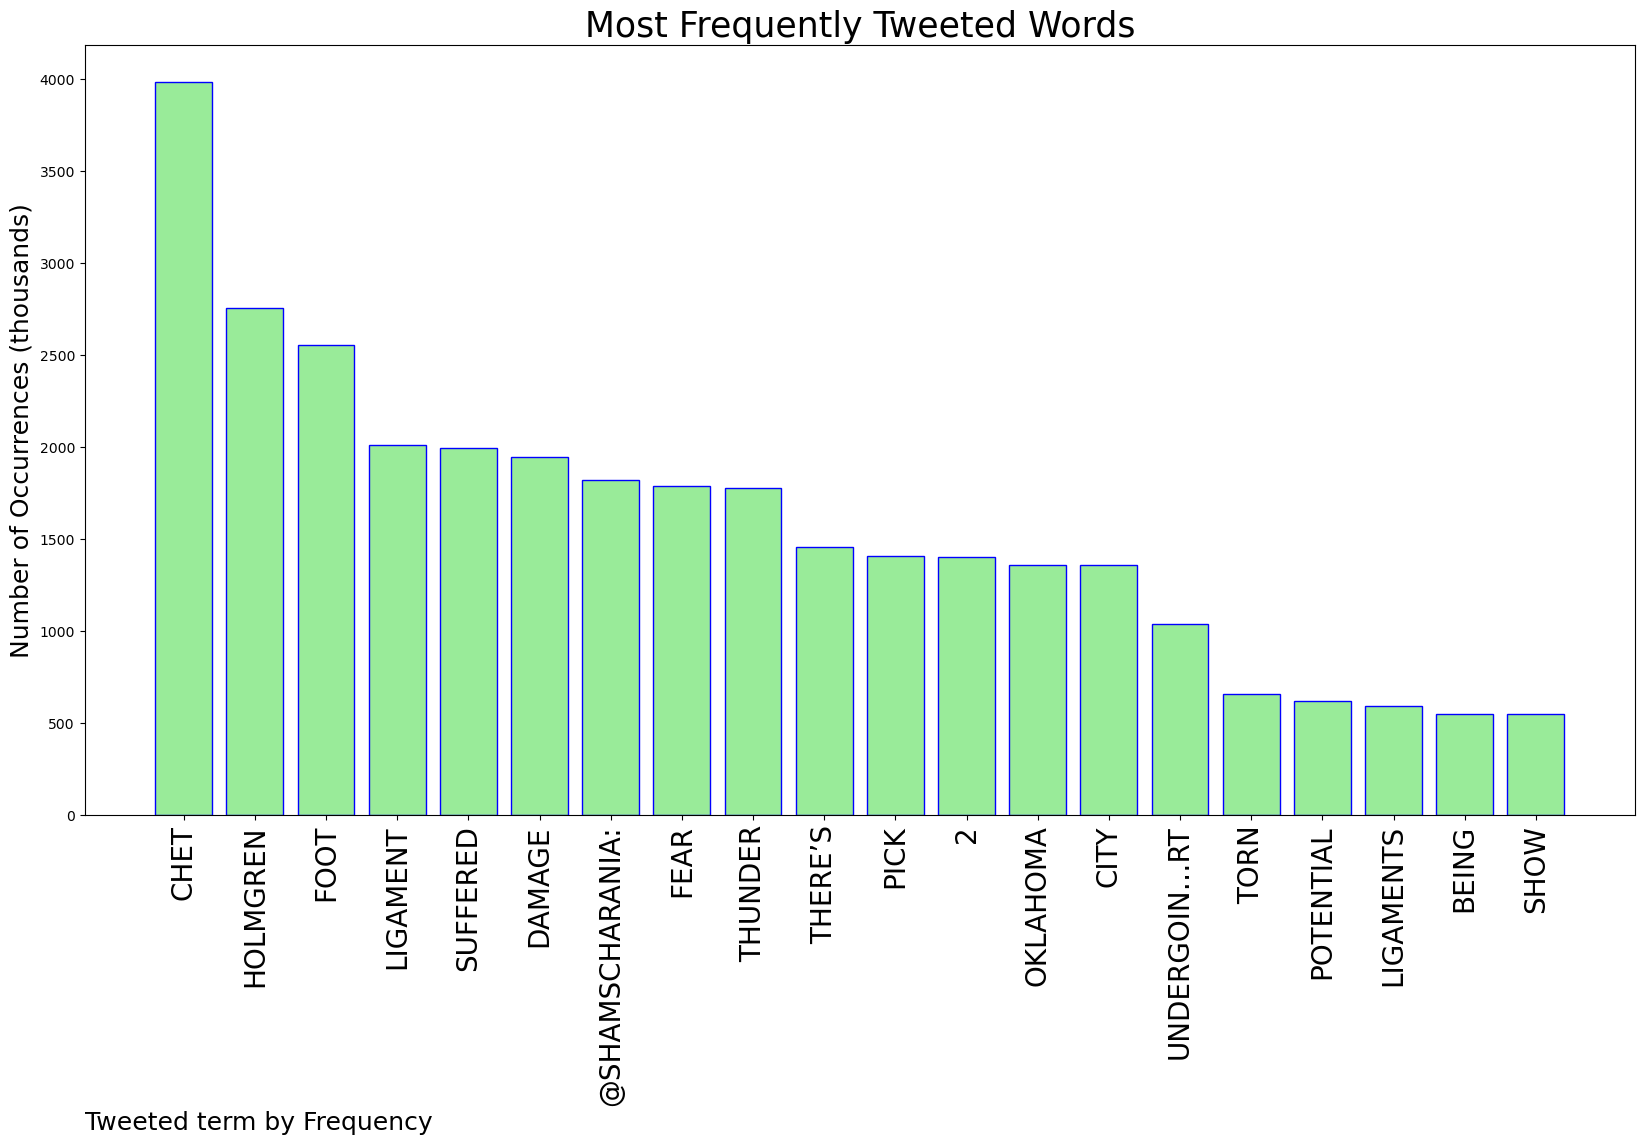 Most Frequently Tweeted Words
Number of Occurrences (thousands)
4000
3500
3000
2500
2000
1500
1000
500
0
CHET
HOLMGREN
FOOT
LIGAMENT
SUFFERED
DAMAGE
@SHAMSCHARANIA:
FEAR
THUNDER
THERE’S
PICK
2
OKLAHOMA
CITY
UNDERGOIN…RT
TORN
POTENTIAL
LIGAMENTS
BEING
SHOW
Tweeted term by Frequency